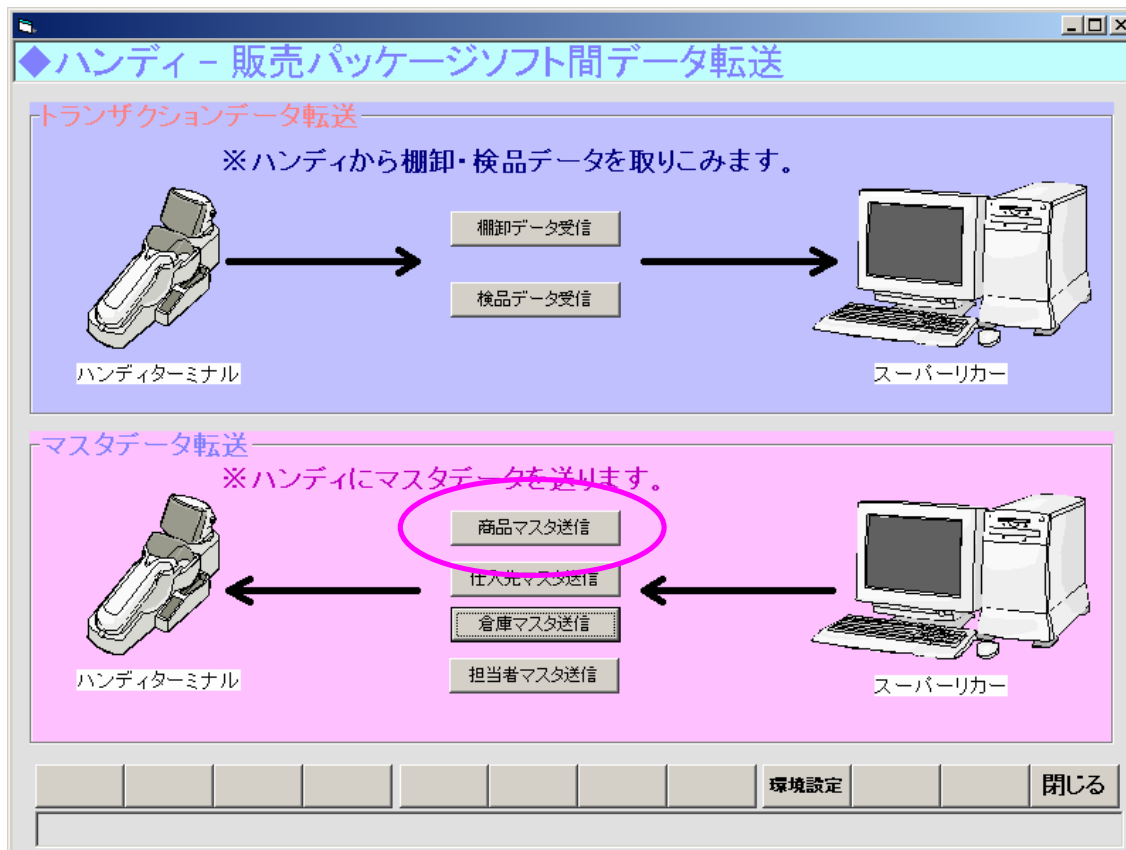 ◆ハンディ－販売パッケージソフト間データ転送
トランザクションデータ転送
※ハンディから棚卸・検品データを取りこみます。
棚卸データ受信
検品データ受信
ハンディターミナル
スーパーリカー
マスタデータ転送
※ハンディにマスタデータを送ります。
商品マスタ送信
仕入先マスタ送信
倉庫マスタ送信
担当者マスタ送信
ハンディターミナル
スーパーリカー
環境設定
閉じる